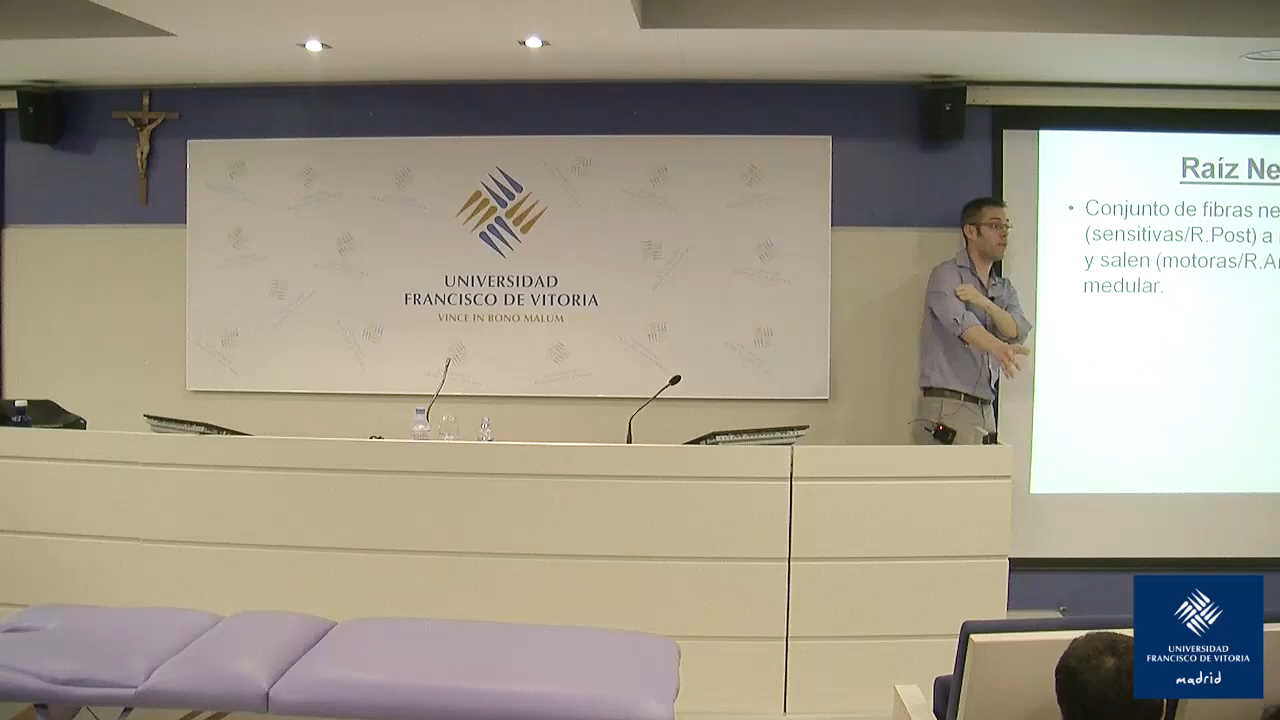 UNIVERSIDAD
FRANCISCO DE VITORIA
VINCE IN BONO MALUM
Raíz Ne
• Conjunto de fibras ne
(sensitivas/R.Post) a
y salen (motoras/R.A
medular.
UNIVERSIDAD
FRANCISCO DE VITORIA
madrid